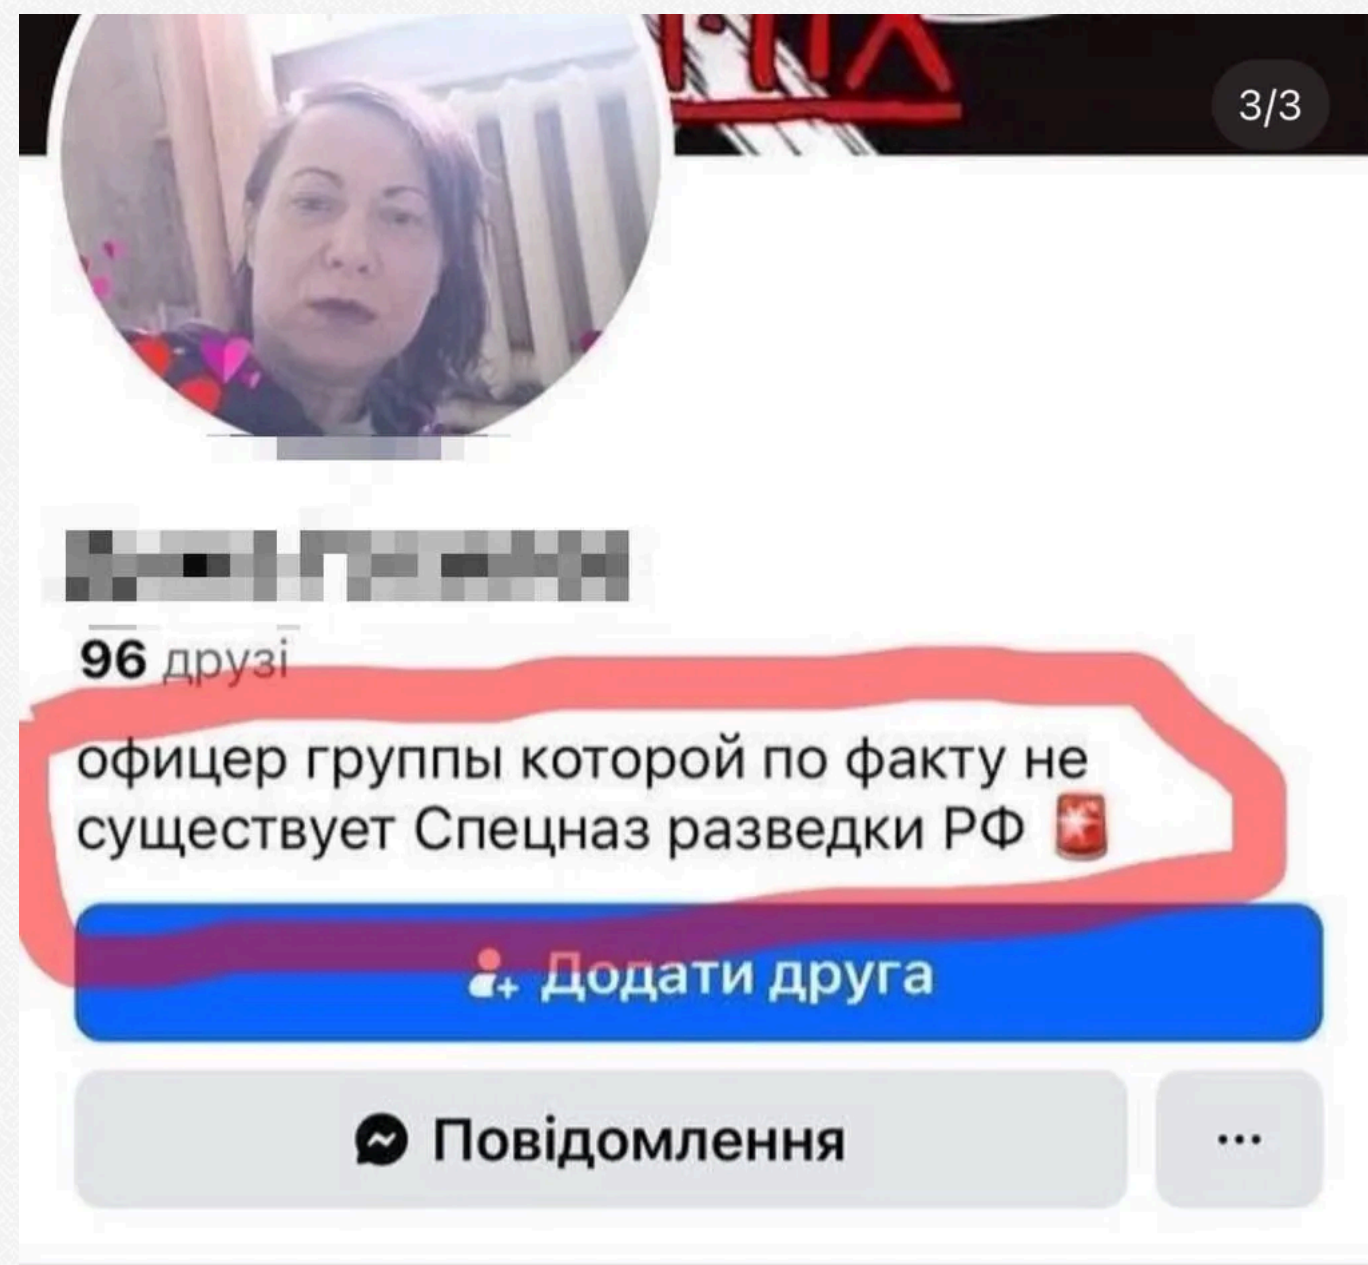 3/3
96 друзі
офицер группы которой по факту не
существует Спецназ разведки РФ
Додати друга
Повідомлення